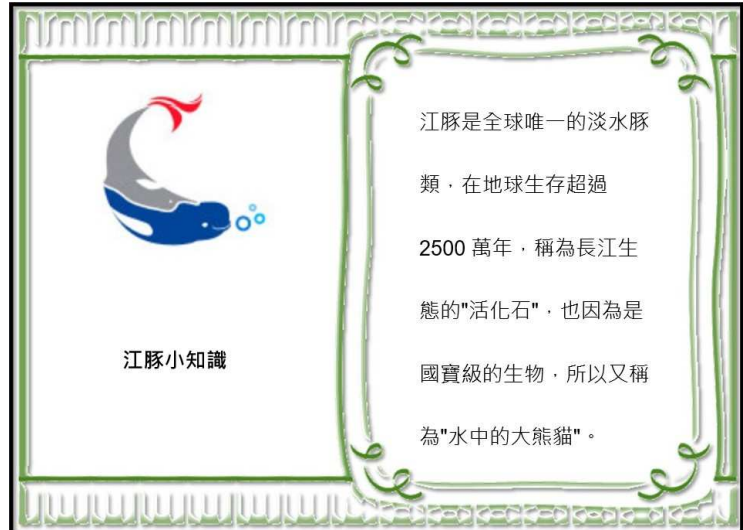 江豚小知識
江豚是全球唯一的淡水豚
類，在地球生存超過
2500 萬年，稱為長江生
態的"活化石"，也因為是
國寶級的生物，所以又稱
為"水中的大熊貓"。